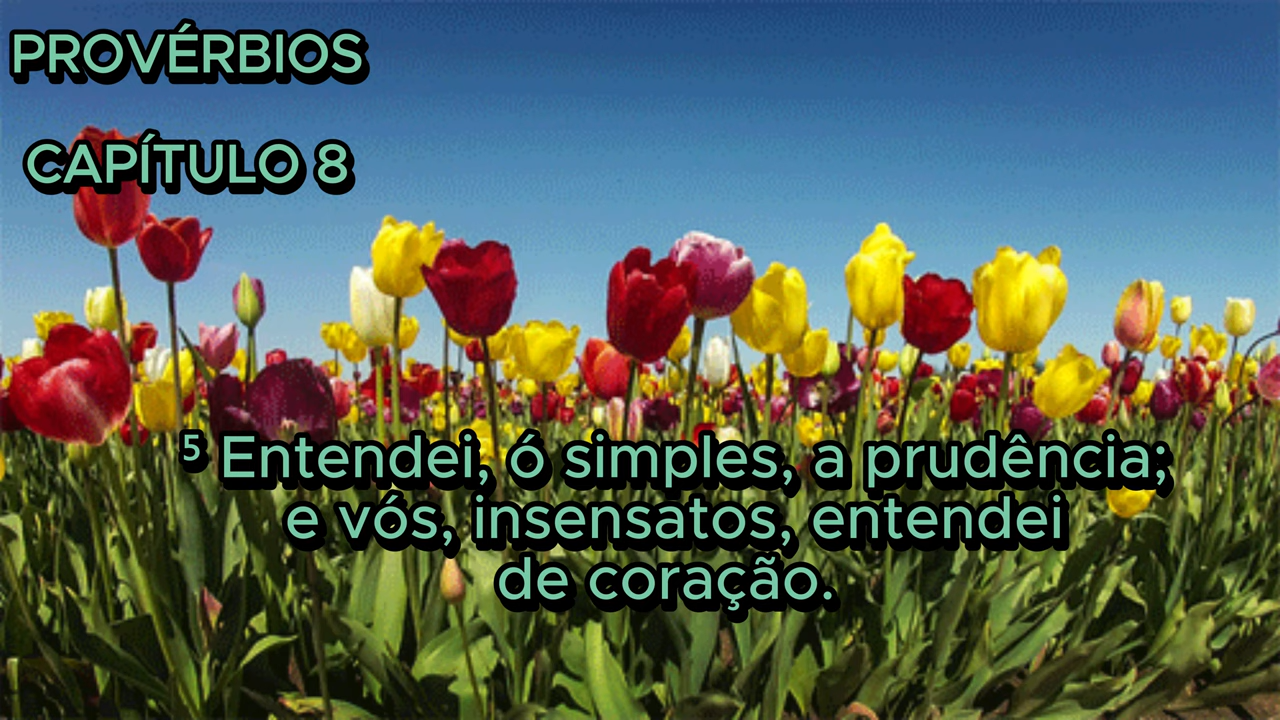 PROVÉRBIOS
CAPÍTULO 8
⁵ Entendei, ó simples, a prudência;
e vós, insensatos, entendei
de coração.